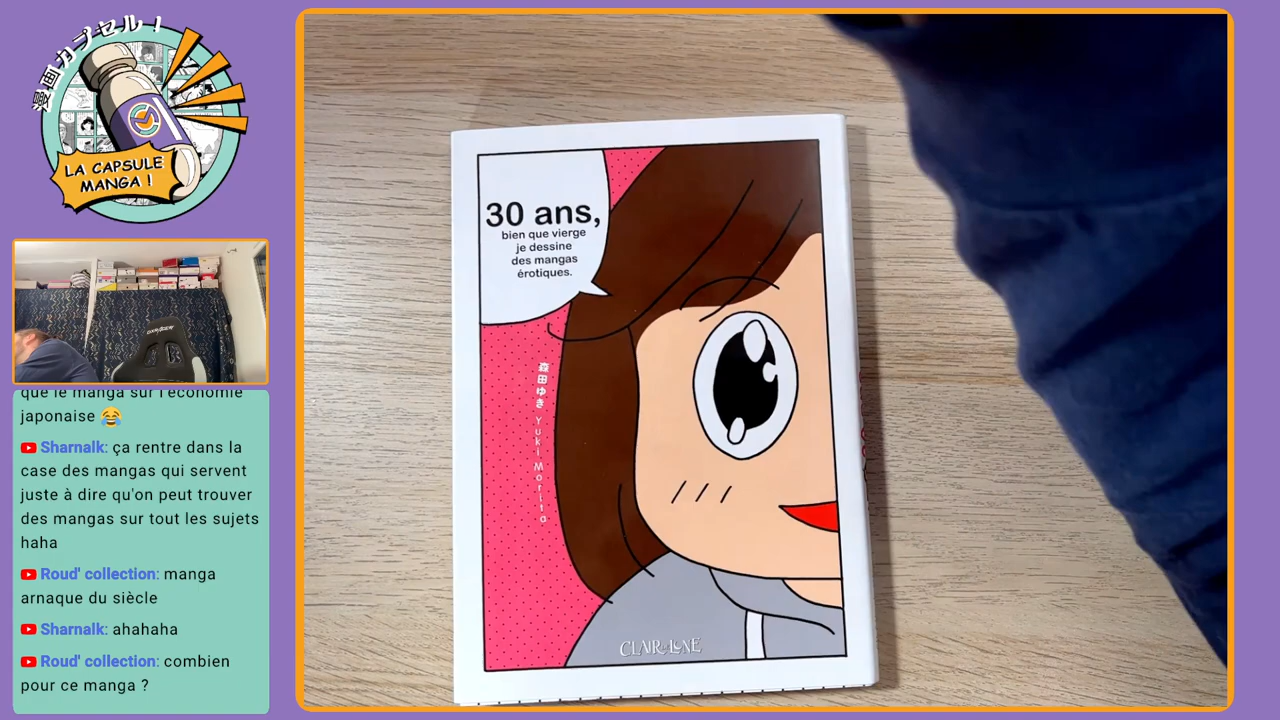 漫画カプセル！
LA CAPSULE
MANGA !
que le manga sur l'économie
japonaise 😂
Sharnalk: ça rentre dans la
case des mangas qui servent
juste à dire qu'on peut trouver
des mangas sur tout les sujets
haha
Roud' collection: manga
arnaque du siècle
Sharnalk: ahahaha
Roud' collection: combien
pour ce manga ?
30 ans,
bien que vierge
je dessine
des mangas
érotiques.
森田ゆき Yuki Morita
CLAIR DE LUNE